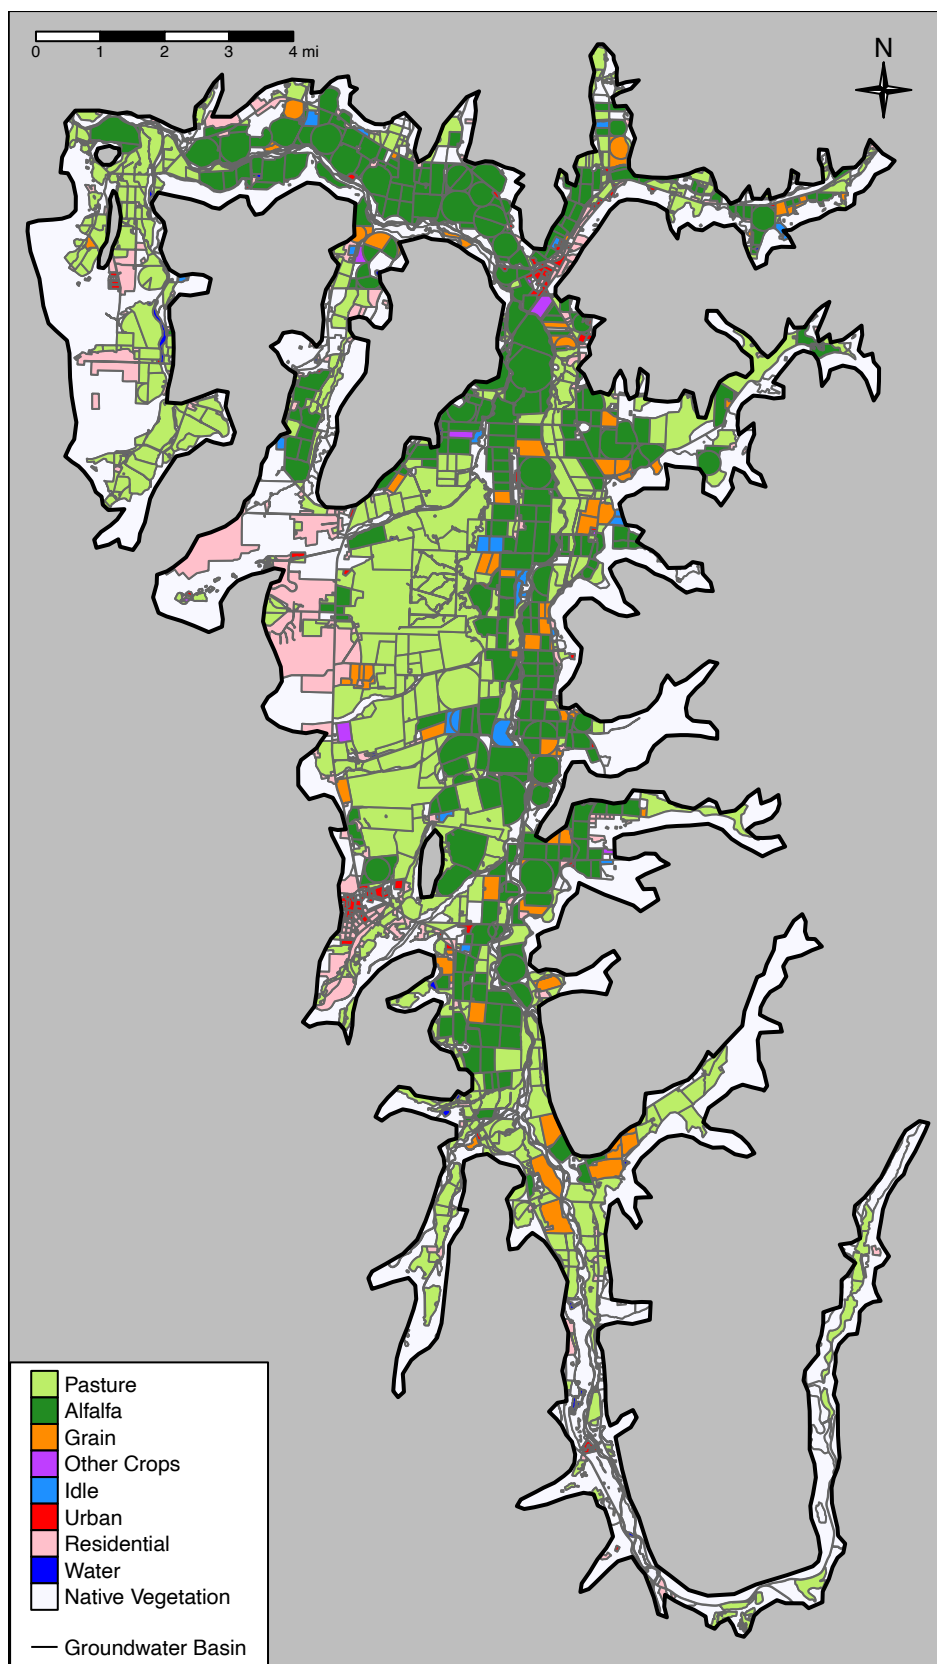 0 1 2 3 4 mi
N
Pasture
Alfalfa
Grain
Other Crops
Idle
Urban
Residential
Water
Native Vegetation
Groundwater Basin